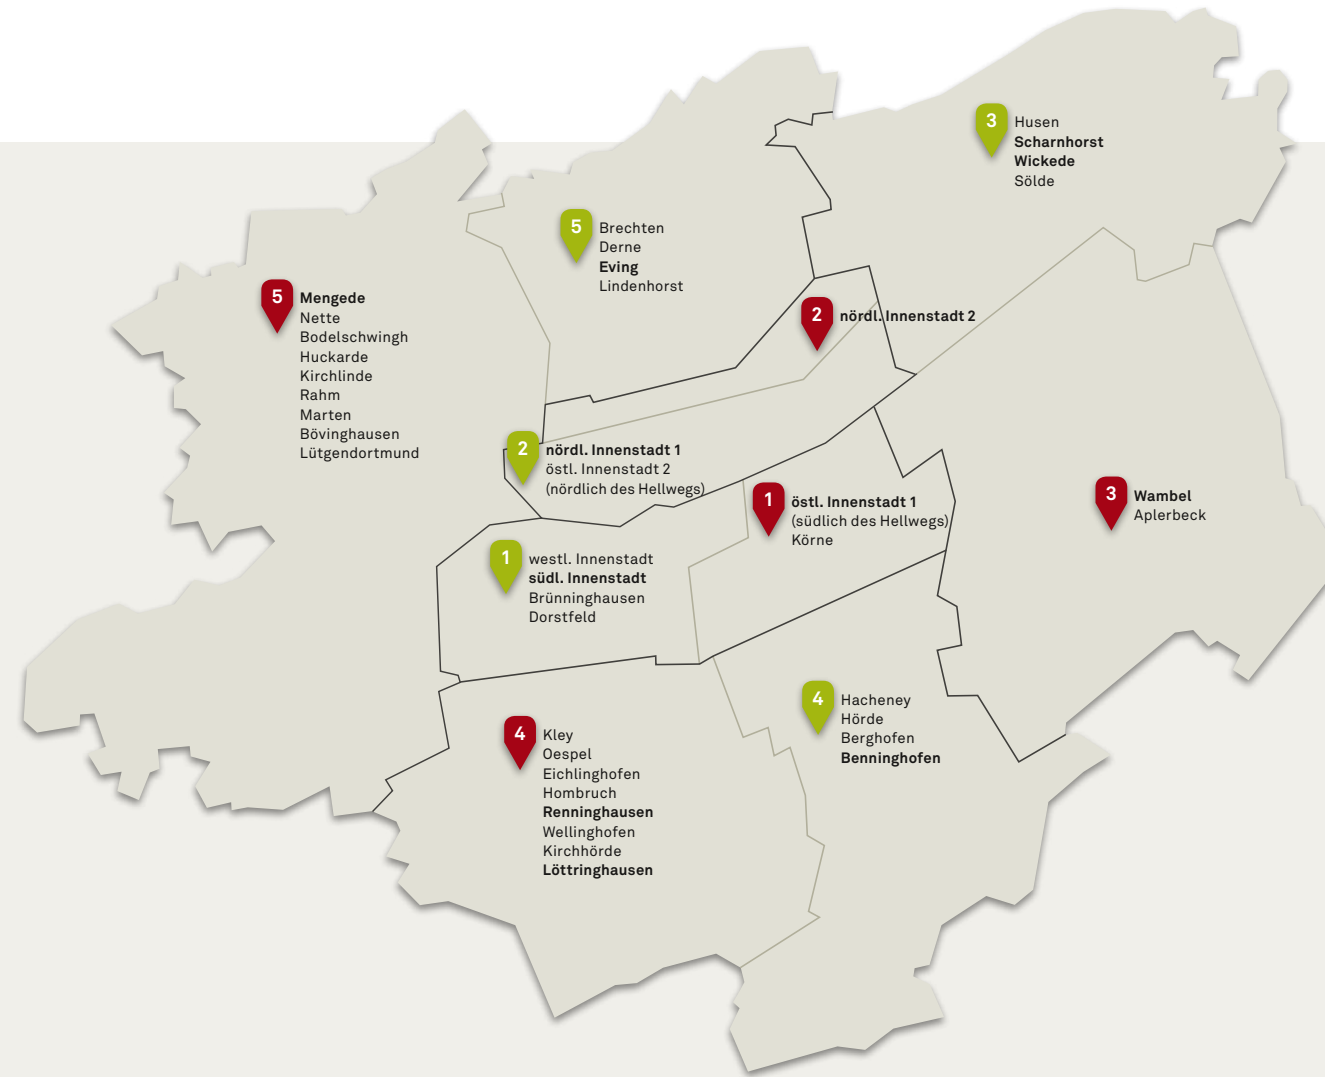 3
Husen
Scharnhorst
Wickede
Sölde
5
Brechten
Derne
Eving
Lindenhorst
5
Mengede
Nette
Bodelschwingh
Huckarde
Kirchlinde
Rahm
Marten
Bövinghausen
Lütgendortmund
2
nördl. Innenstadt 2
2
nördl. Innenstadt 1
östl. Innenstadt 2
(nördlich des Hellwegs)
1
östl. Innenstadt 1
(südlich des Hellwegs)
Körne
3
Wambel
Aplerbeck
1
westl. Innenstadt
südl. Innenstadt
Brünninghausen
Dorstfeld
4
Hacheney
Hörde
Berghofen
Benninghofen
4
Kley
Oespel
Eichlinghofen
Hombruch
Renninghausen
Wellinghofen
Kirchhörde
Löttringhausen